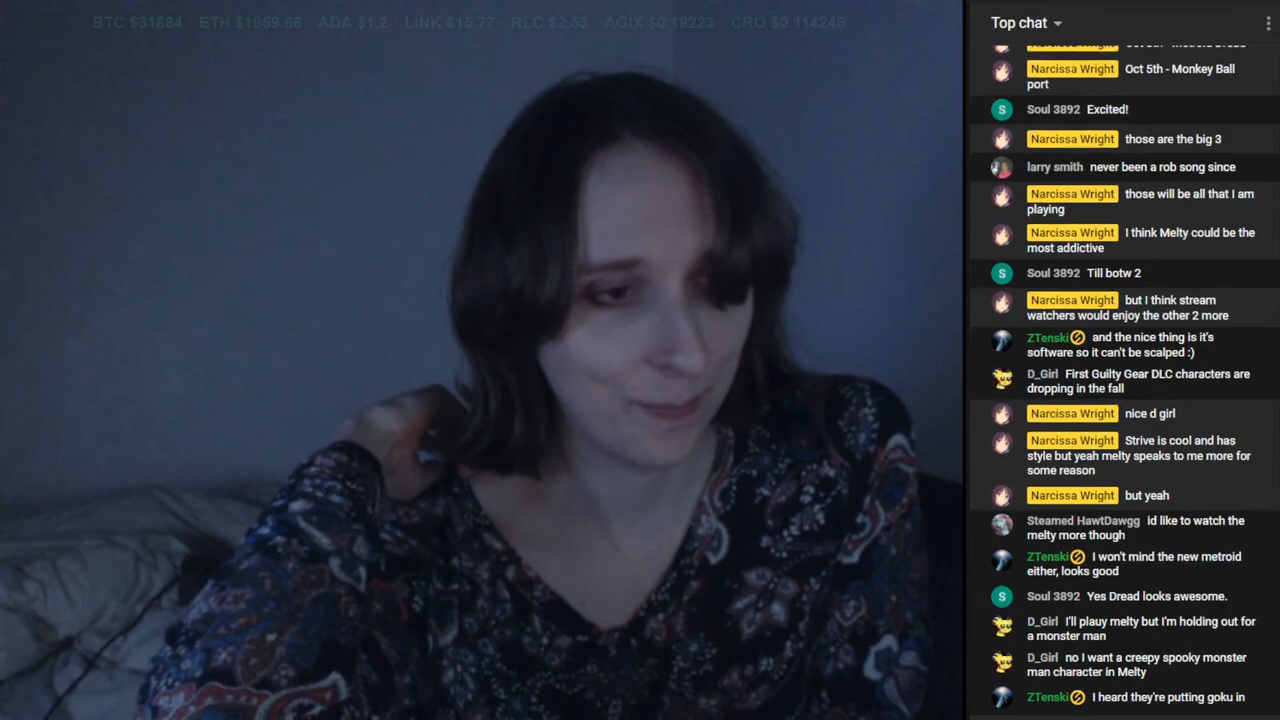 BTC $31884 ETH $1959.66 ADA $1.2 LINK $15.77 RLC $2.53 AGIX $0.19223 CRO $0.114246
Top chat
Narcissa Wright Oct 5th - Monkey Ball
port
Soul 3892 Excited!
Narcissa Wright those are the big 3
larry smith never been a rob song since
Narcissa Wright those will be all that I am
playing
Narcissa Wright I think Melty could be the
most addictive
Soul 3892 Till botw 2
Narcissa Wright but I think stream
watchers would enjoy the other 2 more
ZTenski and the nice thing is it's
software so it can't be scalped :)
D_Girl First Guilty Gear DLC characters are
dropping in the fall
Narcissa Wright nice d girl
Narcissa Wright Strive is cool and has
style but yeah melty speaks to me more for
some reason
Narcissa Wright but yeah
Steamed HawtDawgg id like to watch the
melty more though
ZTenski I won't mind the new metroid
either, looks good
Soul 3892 Yes Dread looks awesome.
D_Girl I'll plauy melty but I'm holding out for
a monster man
D_Girl no I want a creepy spooky monster
man character in Melty
ZTenski I heard they're putting goku in